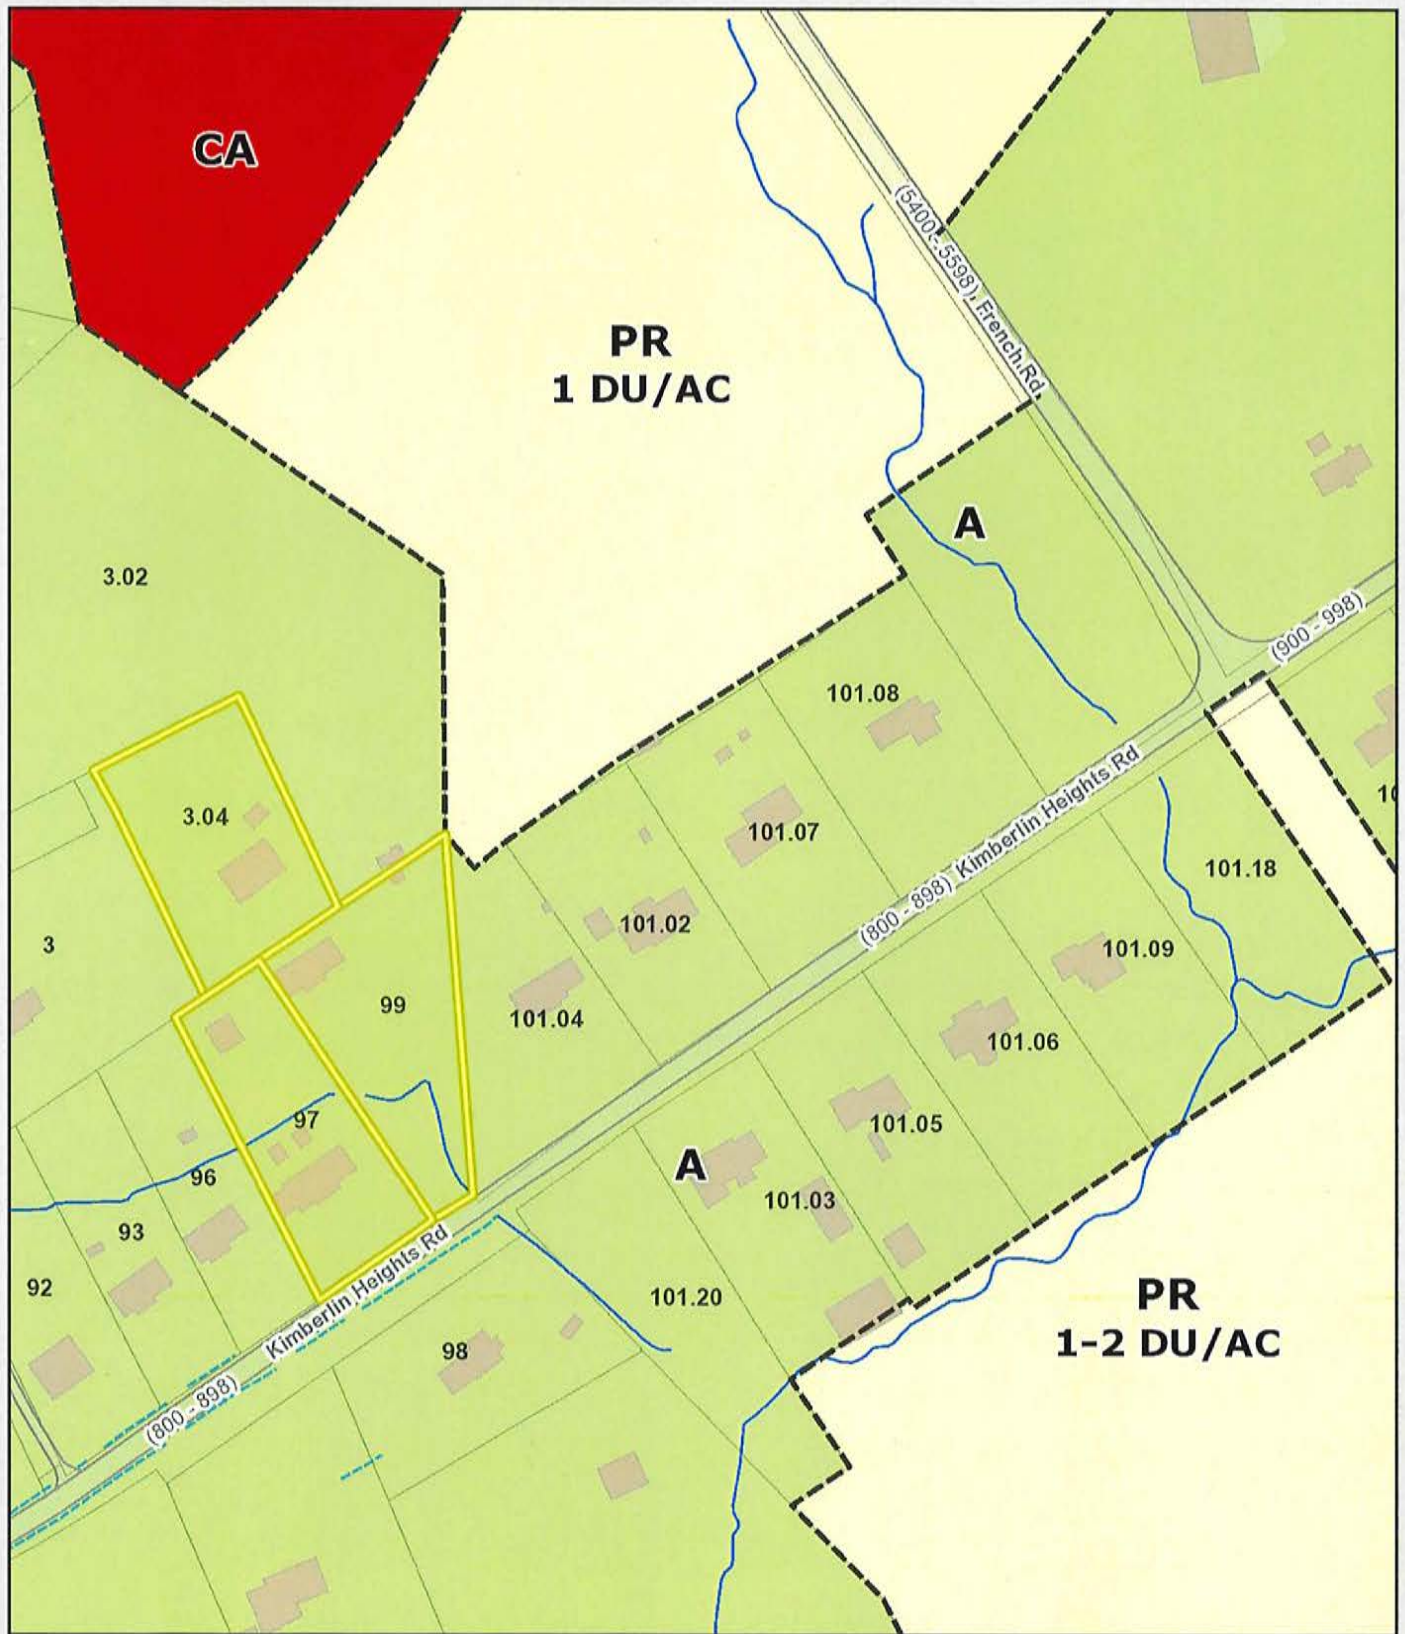 CA
(5400 - 5598) French Rd
PR
1 DU/AC
A
3.02
(900 - 998)
101.08
3.04
101.07
(800 - 898) Kimberlin Heights Rd
101.18
101.02
3
101.09
99
101.04
101.06
97
101.05
A
96
101.03
93
92
Kimberlin Heights Rd
101.20
PR
1-2 DU/AC
98
(800 - 898)